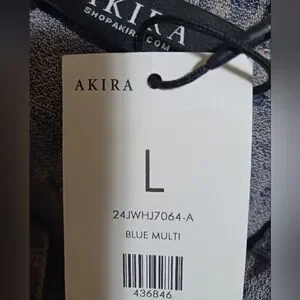 AKIRA
SHOPAKIRA.COM
AKIRA
L
24JWHJ7064-A
BLUE MULTI
436846